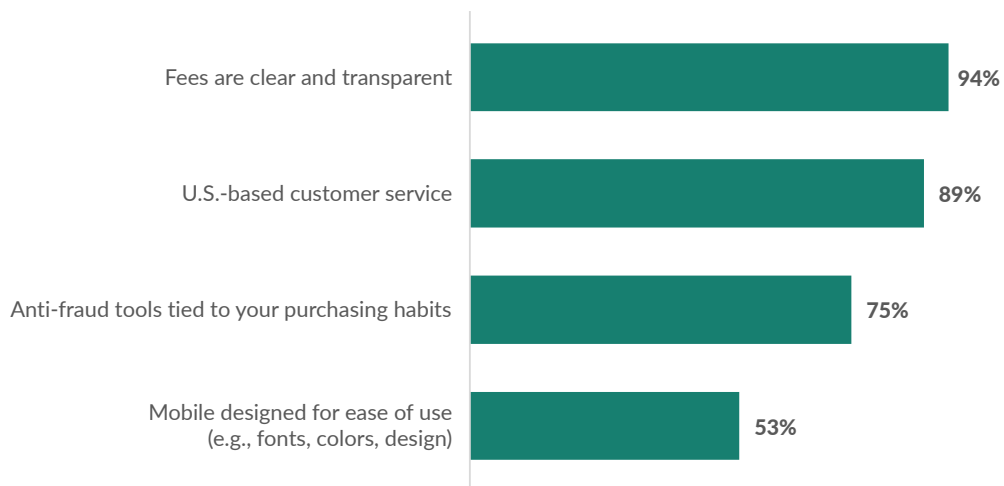 Fees are clear and transparent
94%
U.S.-based customer service
89%
Anti-fraud tools tied to your purchasing habits
75%
Mobile designed for ease of use
(e.g., fonts, colors, design)
53%